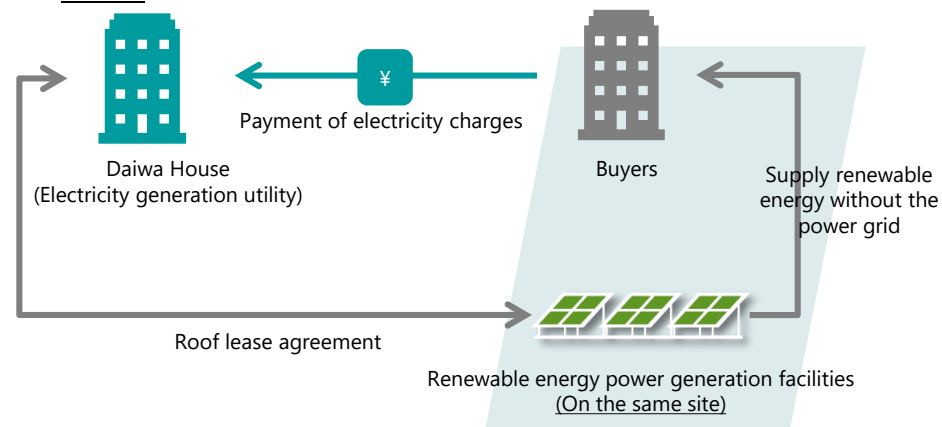 ¥
Payment of electricity charges
Daiwa House
(Electricity generation utility)
Buyers
Supply renewable
energy without the
power grid
Roof lease agreement
Renewable energy power generation facilities
(On the same site)